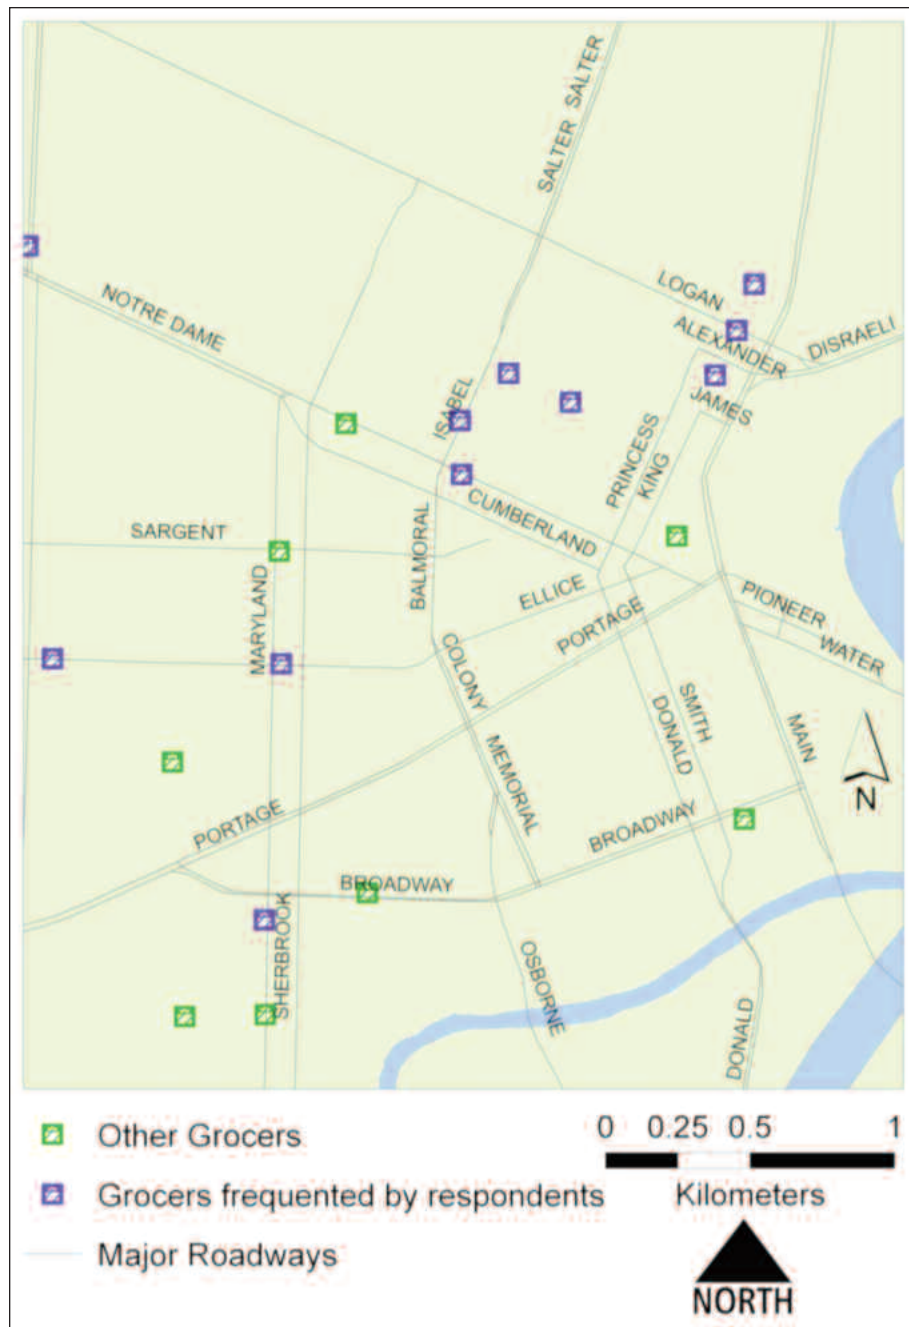 SALTER SALTER
LOGAN
NOTRE DAME
ALEXANDER
DISRAELI
ISABEL
JAMES
PRINCESS
KING
CUMBERLAND
SARGENT
BALMORAL
MARYLAND
ELLICE
PORTAGE
PIONEER
WATER
COLONY
SMITH
DONALD
MAIN
MEMORIAL
N
PORTAGE
BROADWAY
BROADWAY
SHERBROOK
OSBORNE
DONALD
Other Grocers
Grocers frequented by respondents
Major Roadways
0 0.25 0.5 1
Kilometers
NORTH